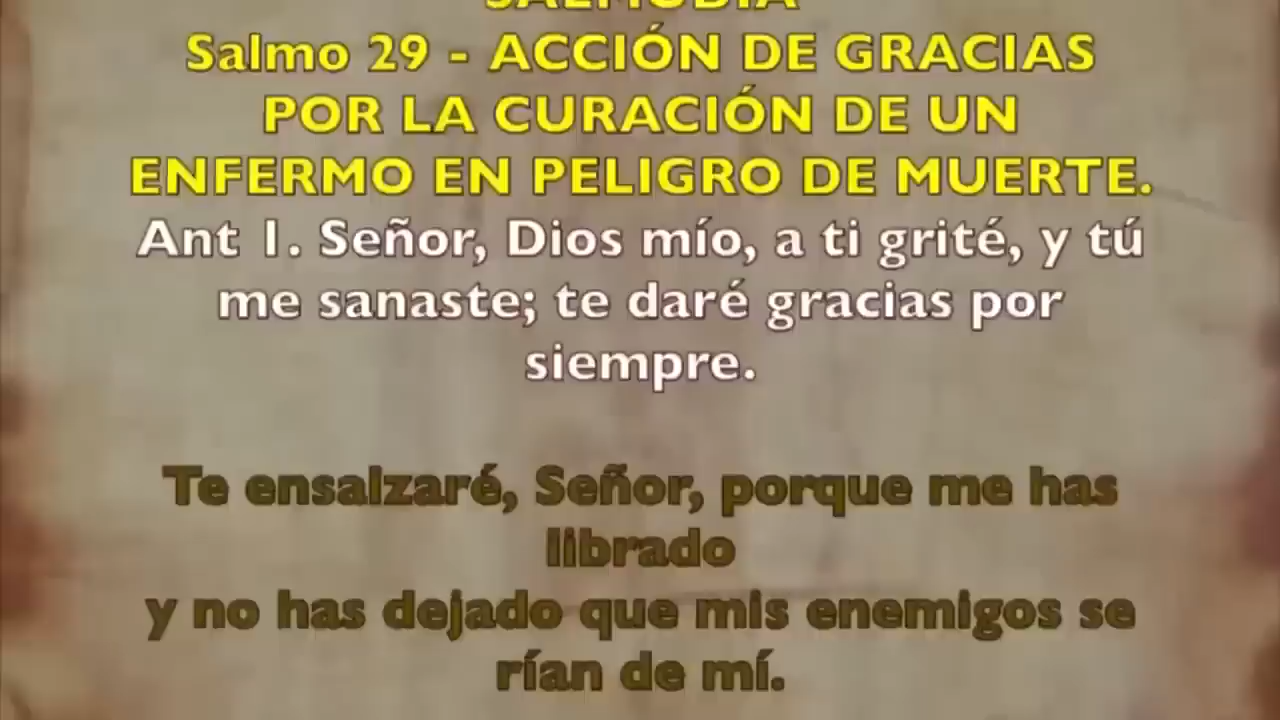 SALMODIA
Salmo 29 - ACCIÓN DE GRACIAS
POR LA CURACIÓN DE UN
ENFERMO EN PELIGRO DE MUERTE.
Ant 1. Señor, Dios mío, a ti grité, y tú
me sanaste; te daré gracias por
siempre.
Te ensalzaré, Señor, porque me has
librado
y no has dejado que mis enemigos se
rían de mí.